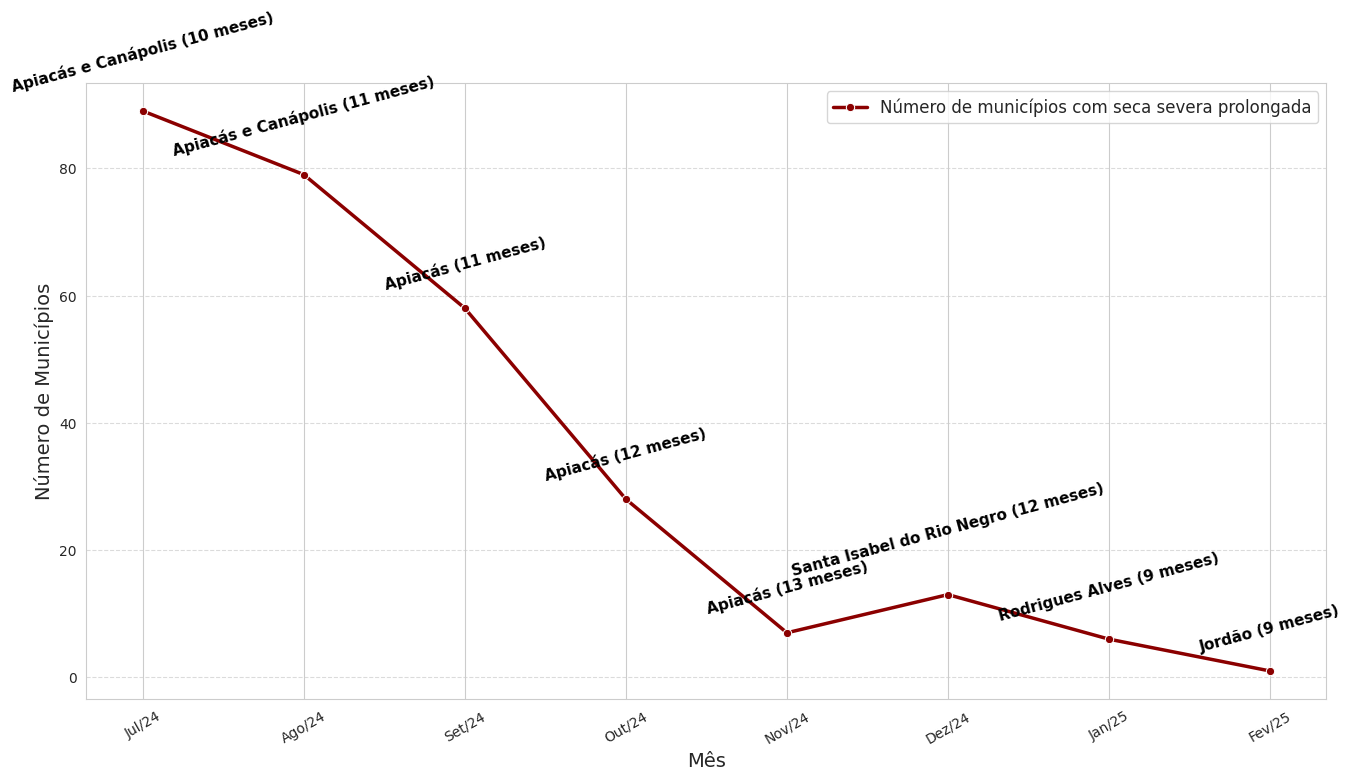 Apiacás e Canápolis (10 meses)
Apiacás e Canápolis (11 meses)
Número de municípios com seca severa prolongada
80
Apiacás (11 meses)
60
Número de Municípios
40
Apiacás (12 meses)
Santa Isabel do Rio Negro (12 meses)
20
Apiacás (13 meses)
Rodrigues Alves (9 meses)
Jordão (9 meses)
0
Jul/24
Ago/24
Set/24
Out/24
Nov/24
Dez/24
Jan/25
Fev/25
Mês